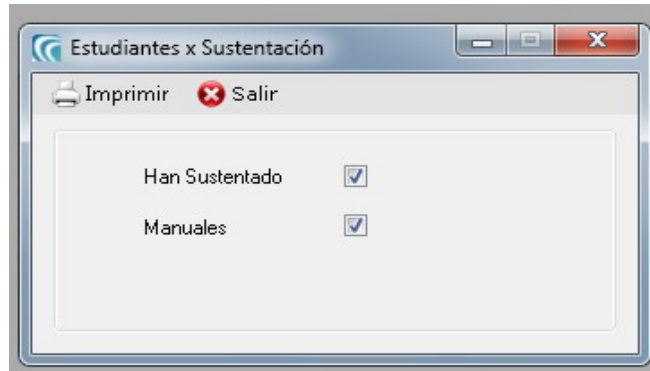 Estudiantes x Sustentación
Imprimir Salir
Han Sustentado
Manuales